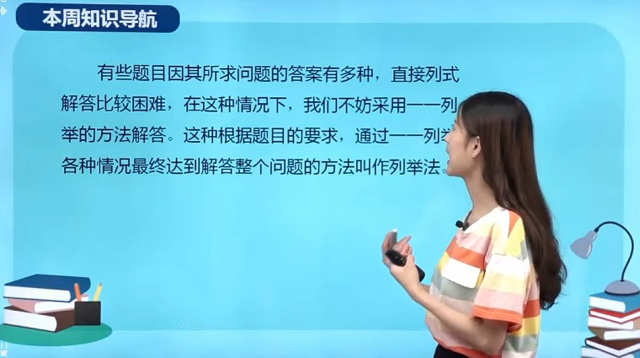 本周知识导航
有些题目因其所求问题的答案有多种，直接列式
解答比较困难，在这种情况下，我们不妨采用一一列
举的方法解答。这种根据题目的要求，通过一一列举
各种情况最终达到解答整个问题的方法叫作列举法。